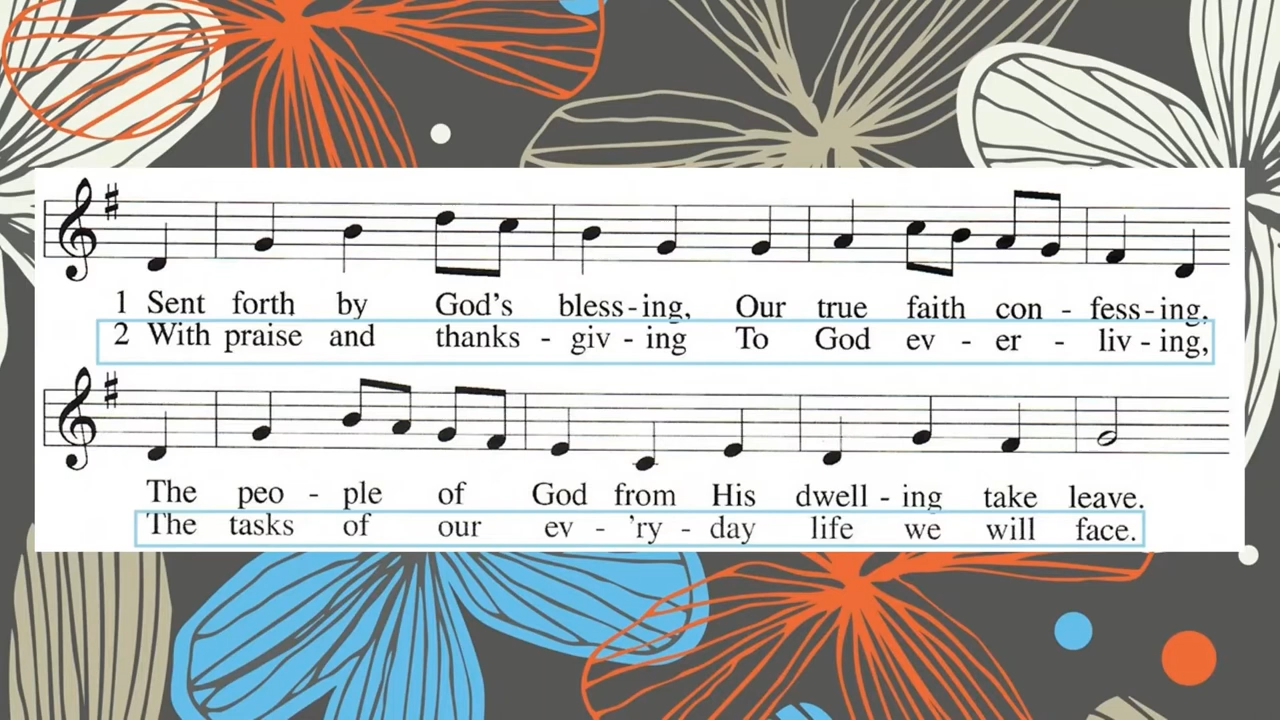 1 Sent forth by God's bless - ing, Our true faith con - fess - ing,
2 With praise and thanks - giv - ing To God ev - er - liv - ing,
The peo - ple of God from His dwell - ing take leave.
The tasks of our ev - 'ry - day life we will face.